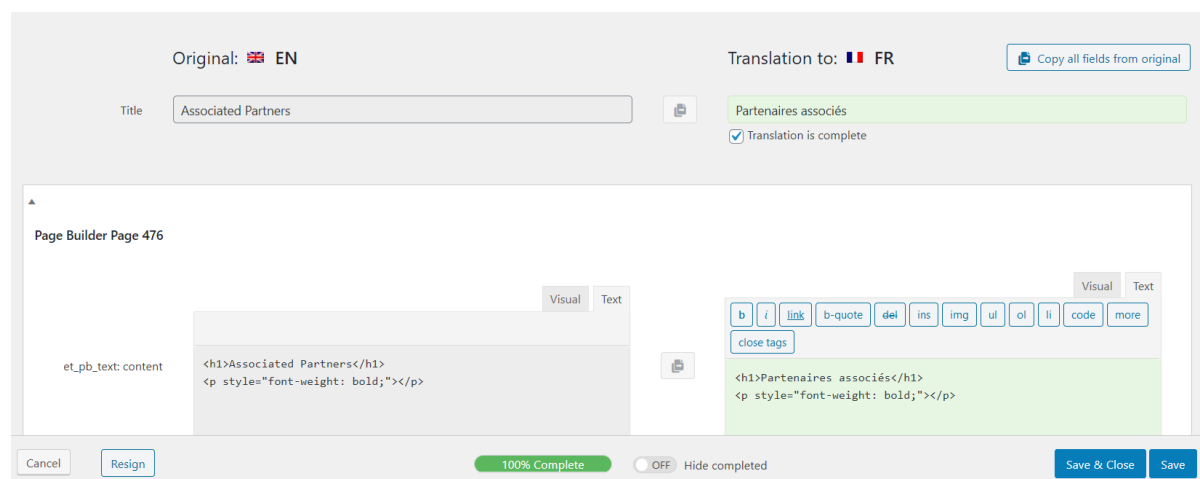 Original: EN
Translation to: FR
Copy all fields from original
Title
Associated Partners
Partenaires associés
Translation is complete
Page Builder Page 476
Visual Text
Visual Text
b i link b-quote del ins img ul ol li code more
close tags
et_pb_text: content
<h1>Associated Partners</h1>
<p style="font-weight: bold;"></p>
<h1>Partenaires associés</h1>
<p style="font-weight: bold;"></p>
Cancel
Resign
100% Complete
OFF Hide completed
Save & Close
Save